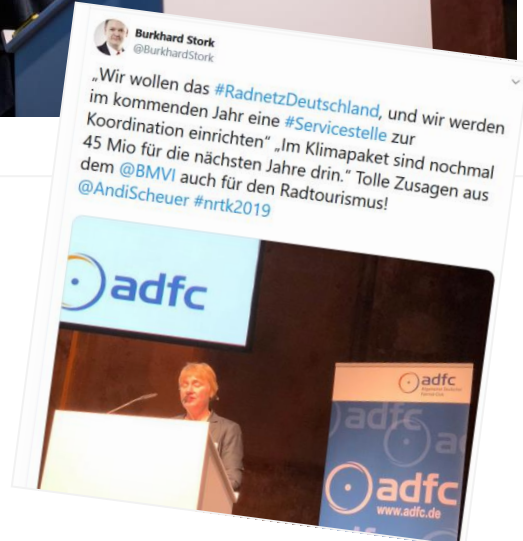 Burkhard Stork
@BurkhardStork
„Wir wollen das #RadnetzDeutschland, und wir werden
im kommenden Jahr eine #Servicestelle zur
Koordination einrichten“ „Im Klimapaket sind nochmal
45 Mio für die nächsten Jahre drin.“ Tolle Zusagen aus
dem @BMVI auch für den Radtourismus!
@AndiScheuer #nrtk2019
adfc
adfc
adfc
adfc
www.adfc.de